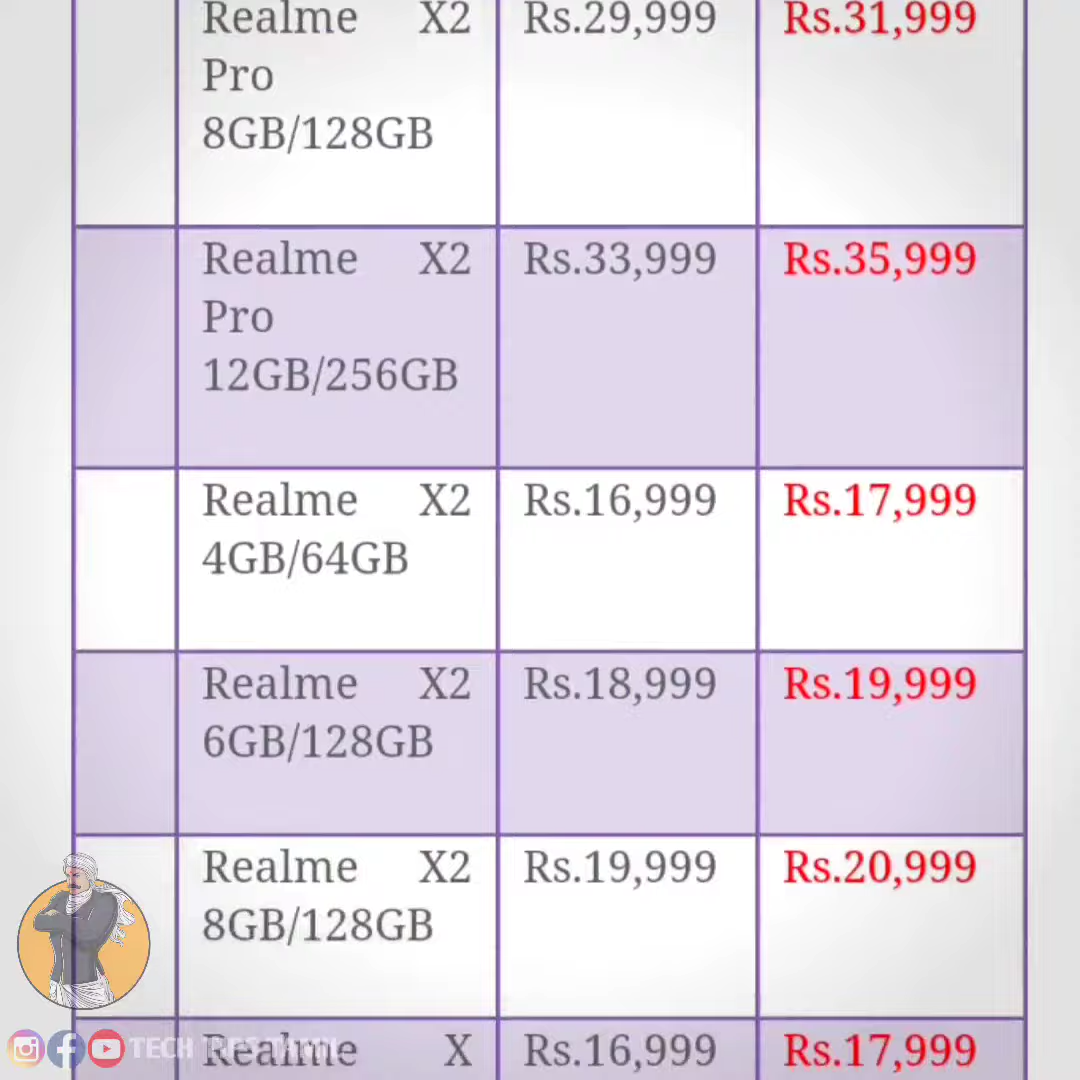 Realme X2 Rs.29,999 Rs.31,999
Pro
8GB/128GB
Realme X2 Rs.33,999 Rs.35,999
Pro
12GB/256GB
Realme X2 Rs.16,999 Rs.17,999
4GB/64GB
Realme X2 Rs.18,999 Rs.19,999
6GB/128GB
Realme X2 Rs.19,999 Rs.20,999
8GB/128GB
Realme X Rs.16,999 Rs.17,999
TECH